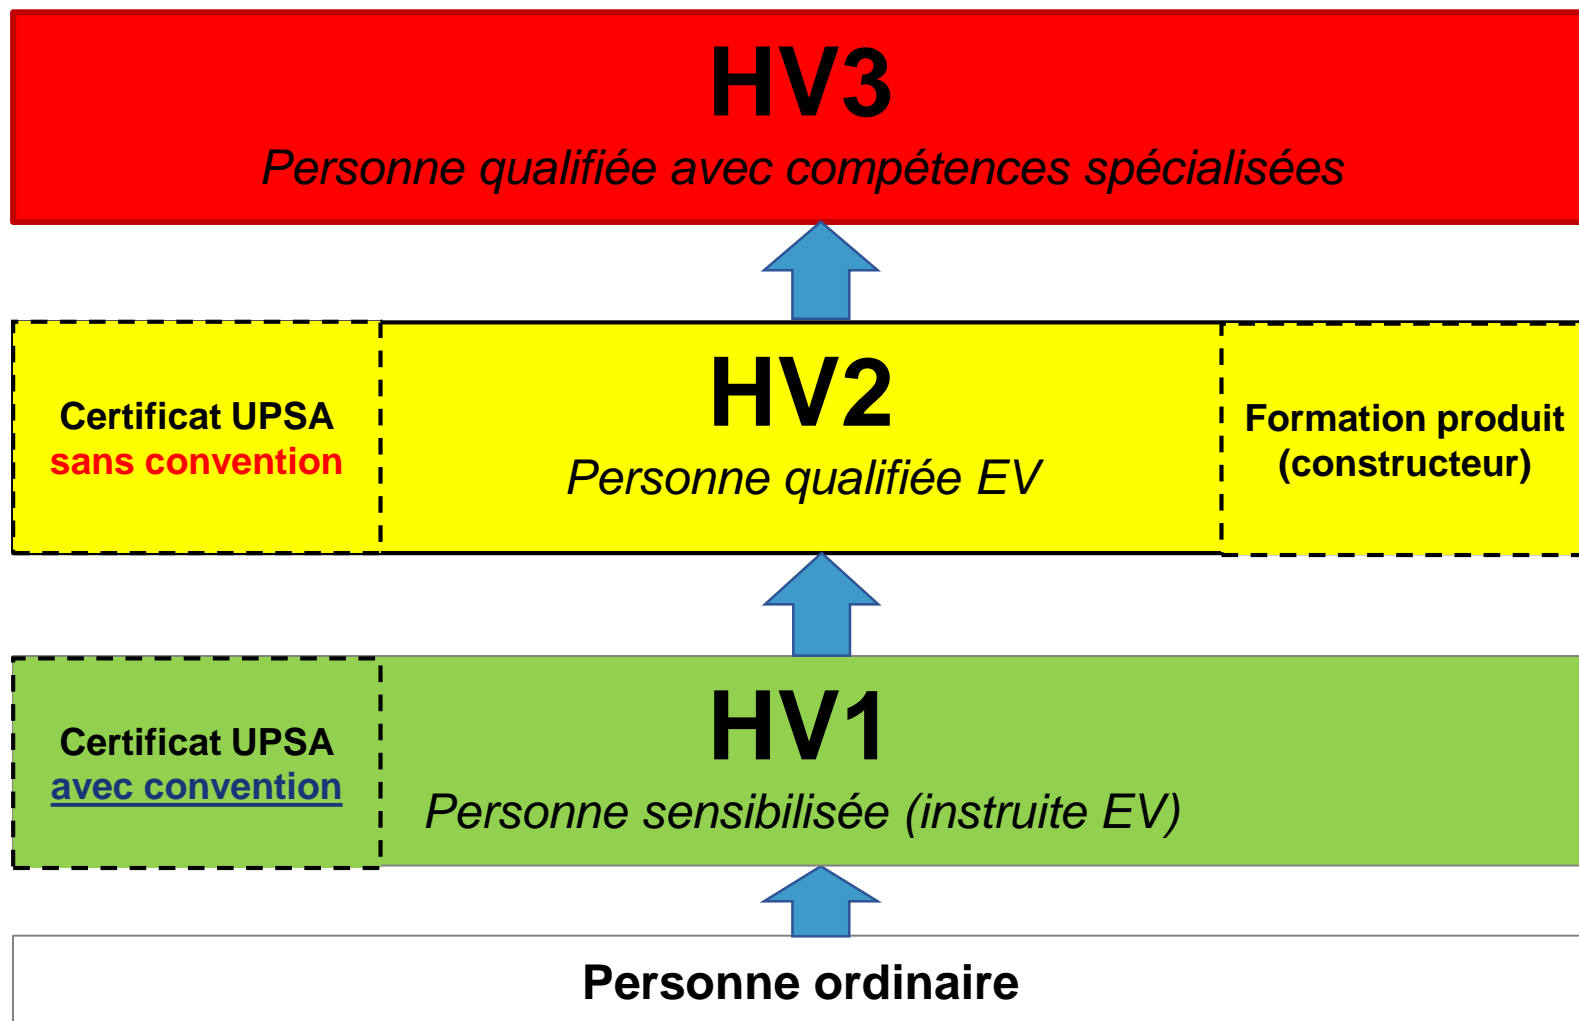 HV3
Personne qualifiée avec compétences spécialisées
Certificat UPSA
sans convention
HV2
Personne qualifiée EV
Formation produit
(constructeur)
Certificat UPSA
avec convention
HV1
Personne sensibilisée (instruite EV)
Personne ordinaire